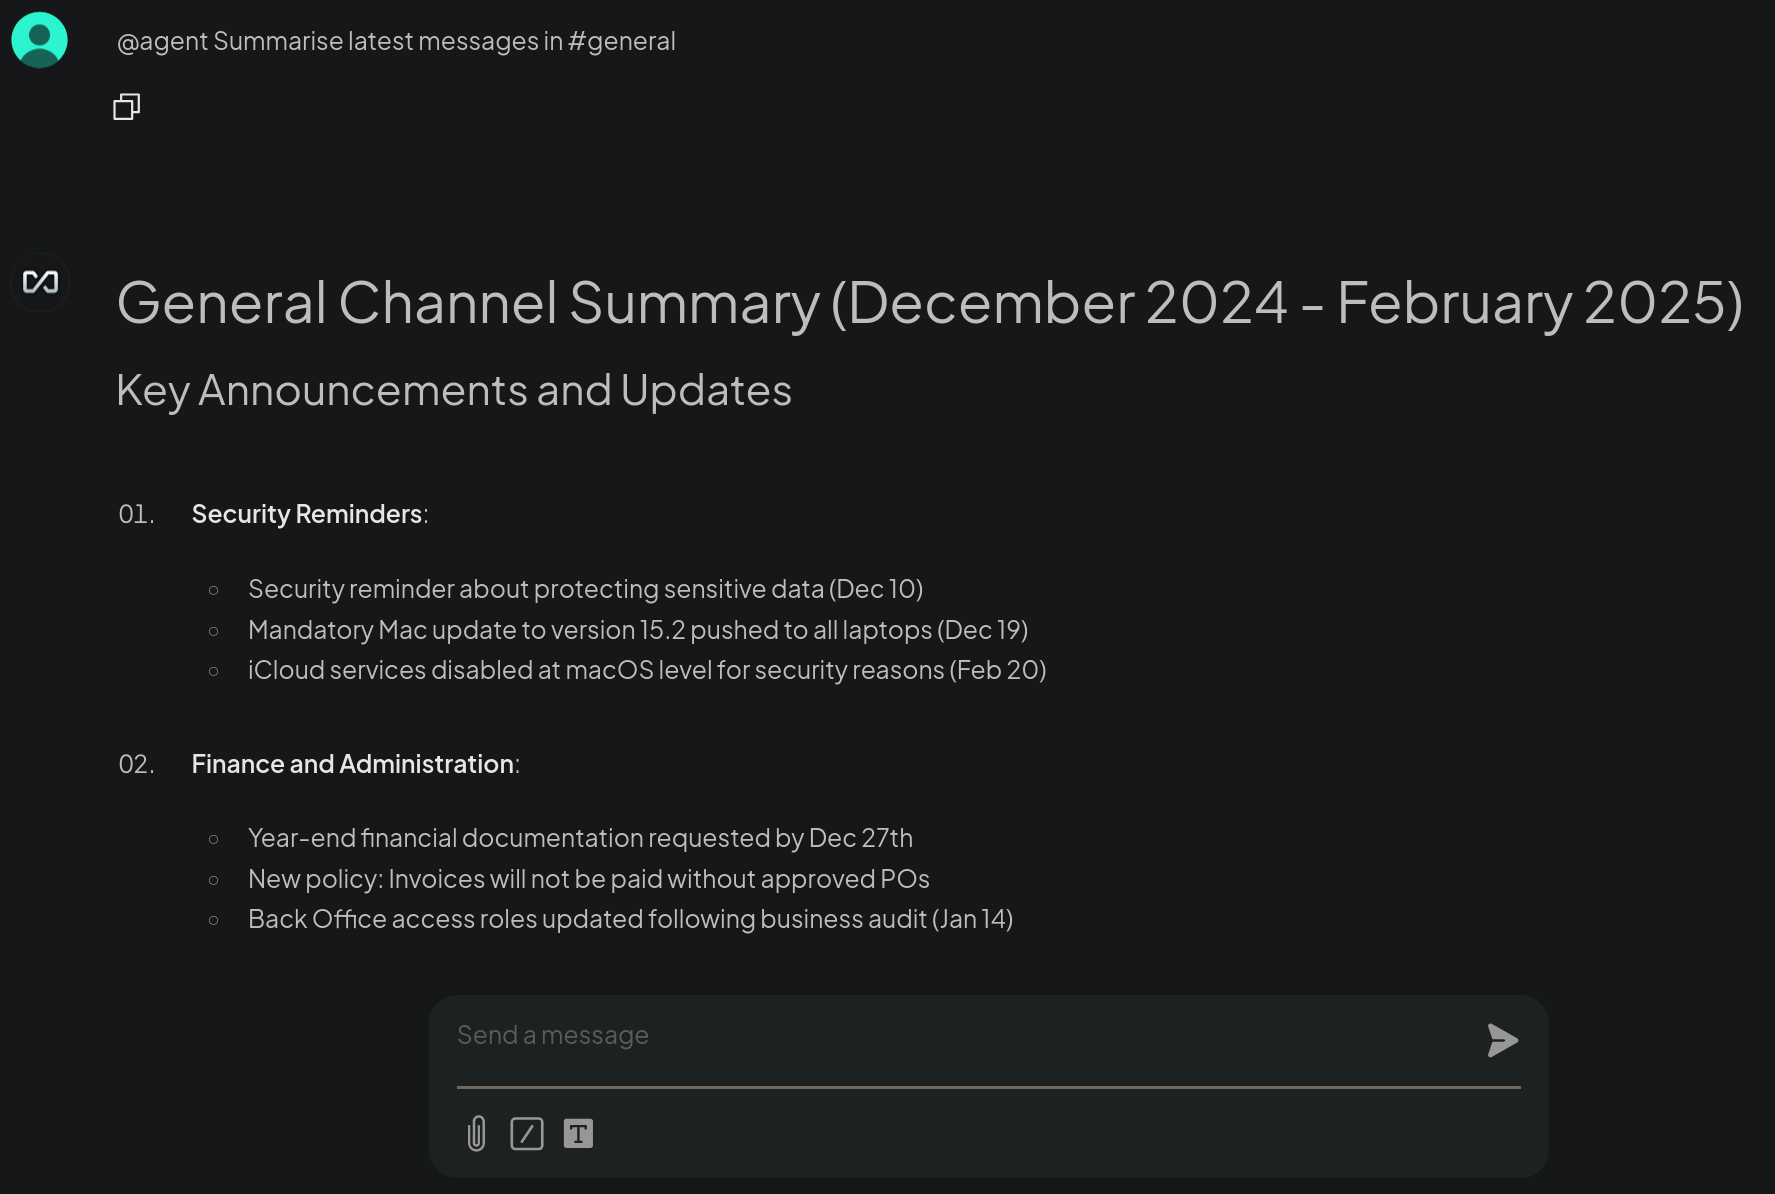 @agent Summarise latest messages in #general
General Channel Summary (December 2024 - February 2025)
Key Announcements and Updates
01. Security Reminders:
○ Security reminder about protecting sensitive data (Dec 10)
○ Mandatory Mac update to version 15.2 pushed to all laptops (Dec 19)
○ iCloud services disabled at macOS level for security reasons (Feb 20)
02. Finance and Administration:
○ Year-end financial documentation requested by Dec 27th
○ New policy: Invoices will not be paid without approved POs
○ Back Office access roles updated following business audit (Jan 14)
Send a message
T